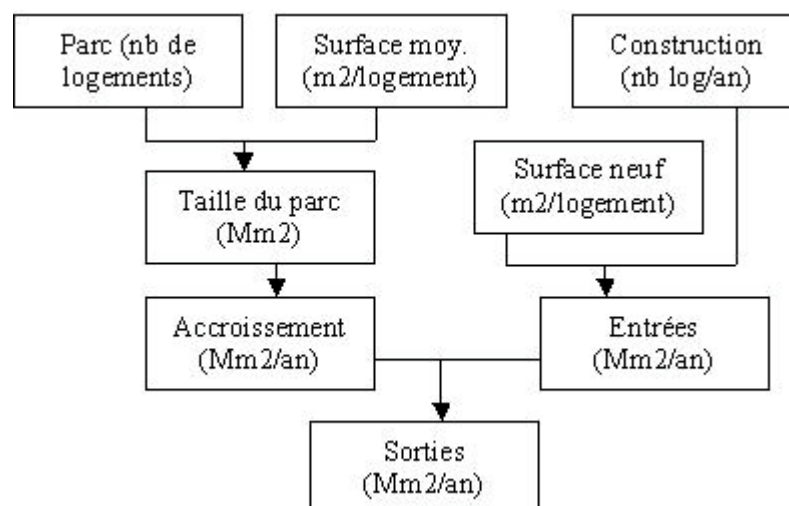 Parc (nb de
logements)
Surface moy.
(m2/logement)
Construction
(nb log/an)
Surface neuf
(m2/logement)
Taille du parc
(Mm2)
Accroissement
(Mm2/an)
Entrées
(Mm2/an)
Sorties
(Mm2/an)